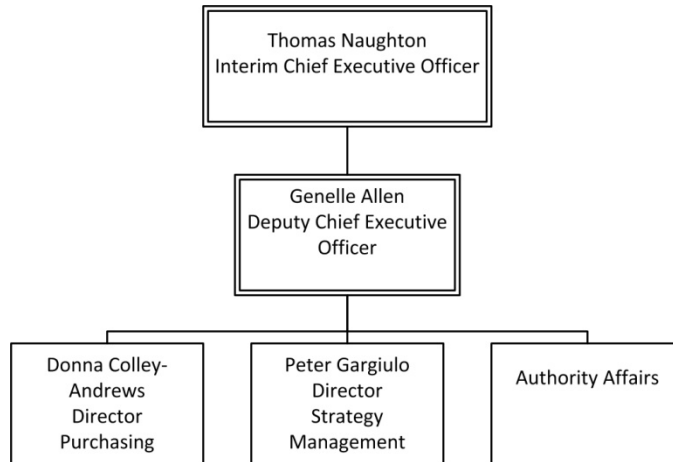 Thomas Naughton
Interim Chief Executive Officer
Genelle Allen
Deputy Chief Executive
Officer
Donna Colley-
Andrews
Director
Purchasing
Peter Gargiulo
Director
Strategy
Management
Authority Affairs